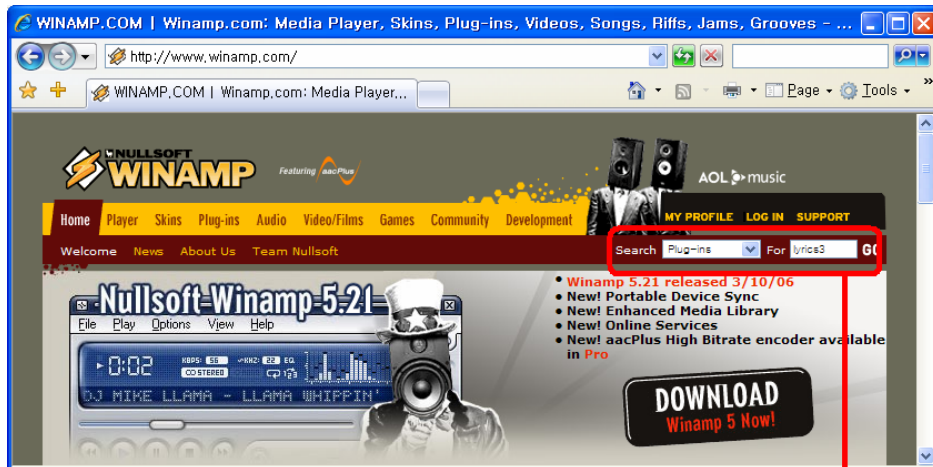 WINAMP.COM | Winamp.com: Media Player, Skins, Plug-ins, Videos, Songs, Riffs, Jams, Grooves - ...
http://www.winamp.com/
WINAMP.COM | Winamp.com: Media Player,...
Page
Tools
»
NULLSOFT
WINAMP
Featuring aacPlus
AOL music
MY PROFILE LOG IN SUPPORT
Home Player Skins Plug-ins Audio Video/Films Games Community Development
Welcome News About Us Team Nullsoft
Search Plug-ins For lyrics3 GO
Nullsoft Winamp 5.21
File Play Options View Help
0:02
KBPS: 56 KHZ: 22 EQ
STEREO
DJ MIKE LLAMA - LLAMA WHIPPIN'
• Winamp 5.21 released 3/10/06
• New! Portable Device Sync
• New! Enhanced Media Library
• New! Online Services
• New! aacPlus High Bitrate encoder available
in Pro
DOWNLOAD
Winamp 5 Now!